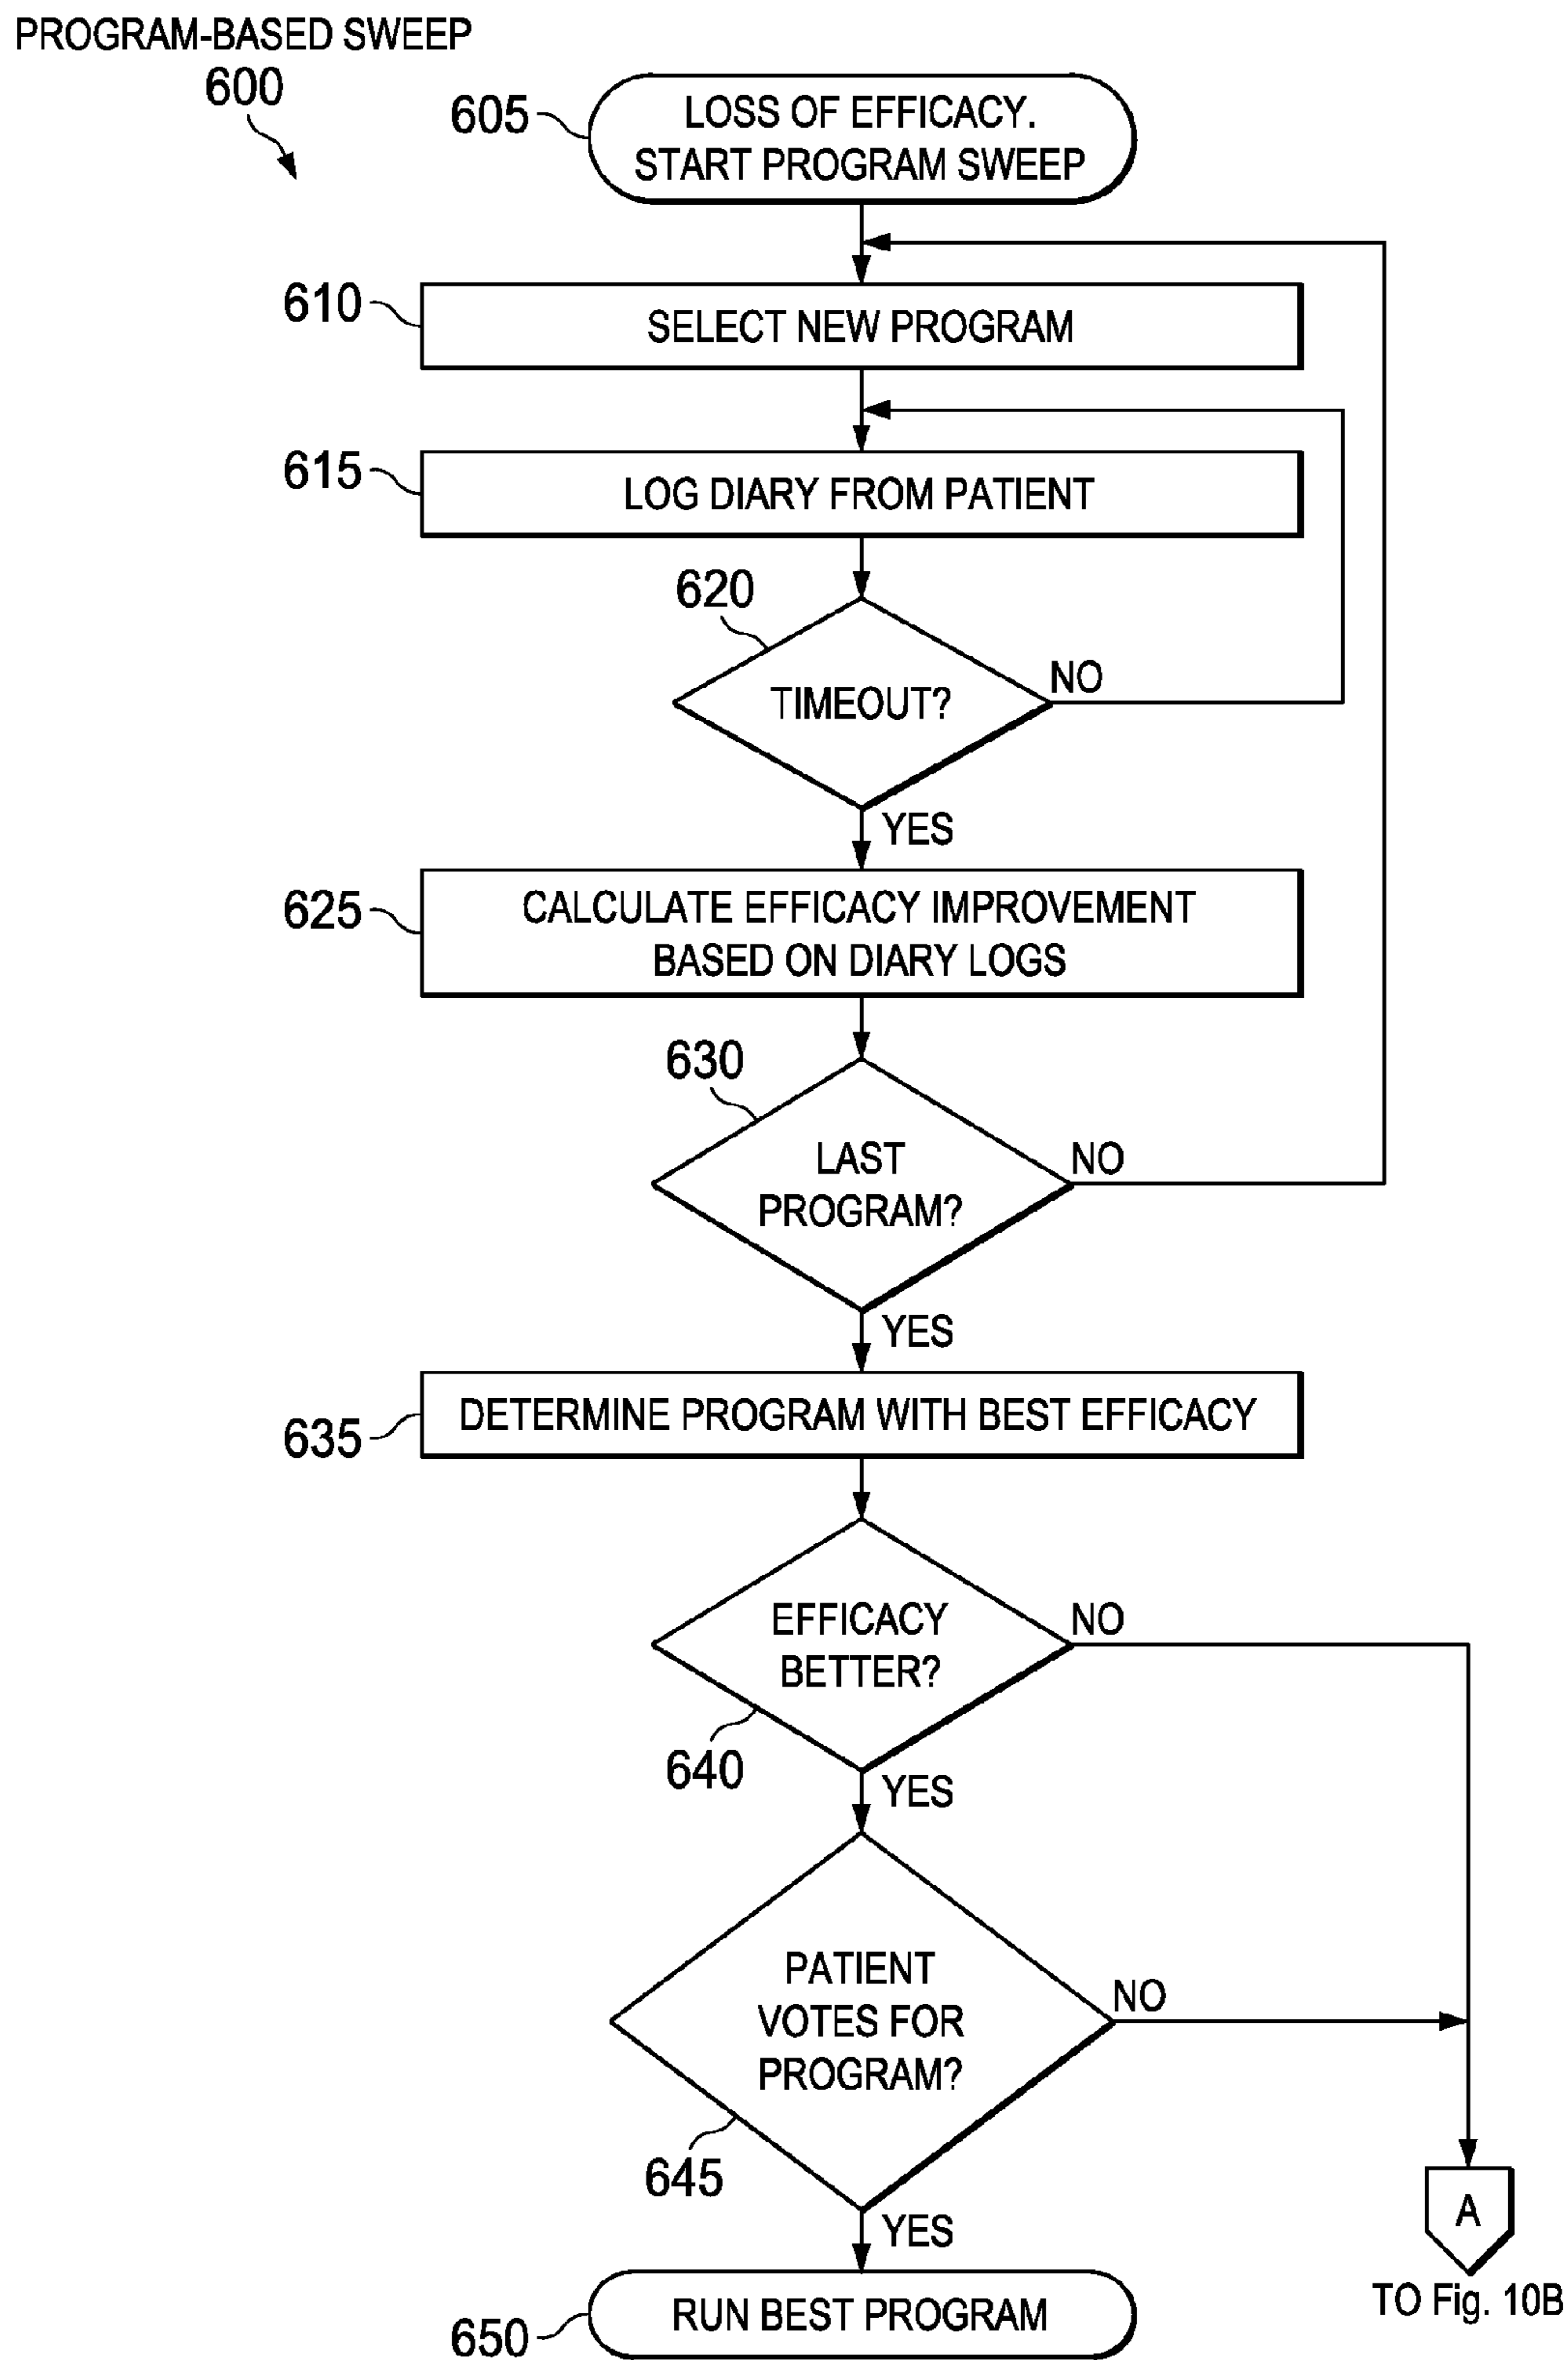 PROGRAM-BASED SWEEP
600
605
LOSS OF EFFICACY.
START PROGRAM SWEEP
610
SELECT NEW PROGRAM
615
LOG DIARY FROM PATIENT
620
TIMEOUT?
NO
YES
625
CALCULATE EFFICACY IMPROVEMENT
BASED ON DIARY LOGS
630
LAST
PROGRAM?
NO
YES
635
DETERMINE PROGRAM WITH BEST EFFICACY
EFFICACY
BETTER?
NO
640
YES
PATIENT
VOTES FOR
PROGRAM?
NO
645
YES
A
TO Fig. 10B
650
RUN BEST PROGRAM